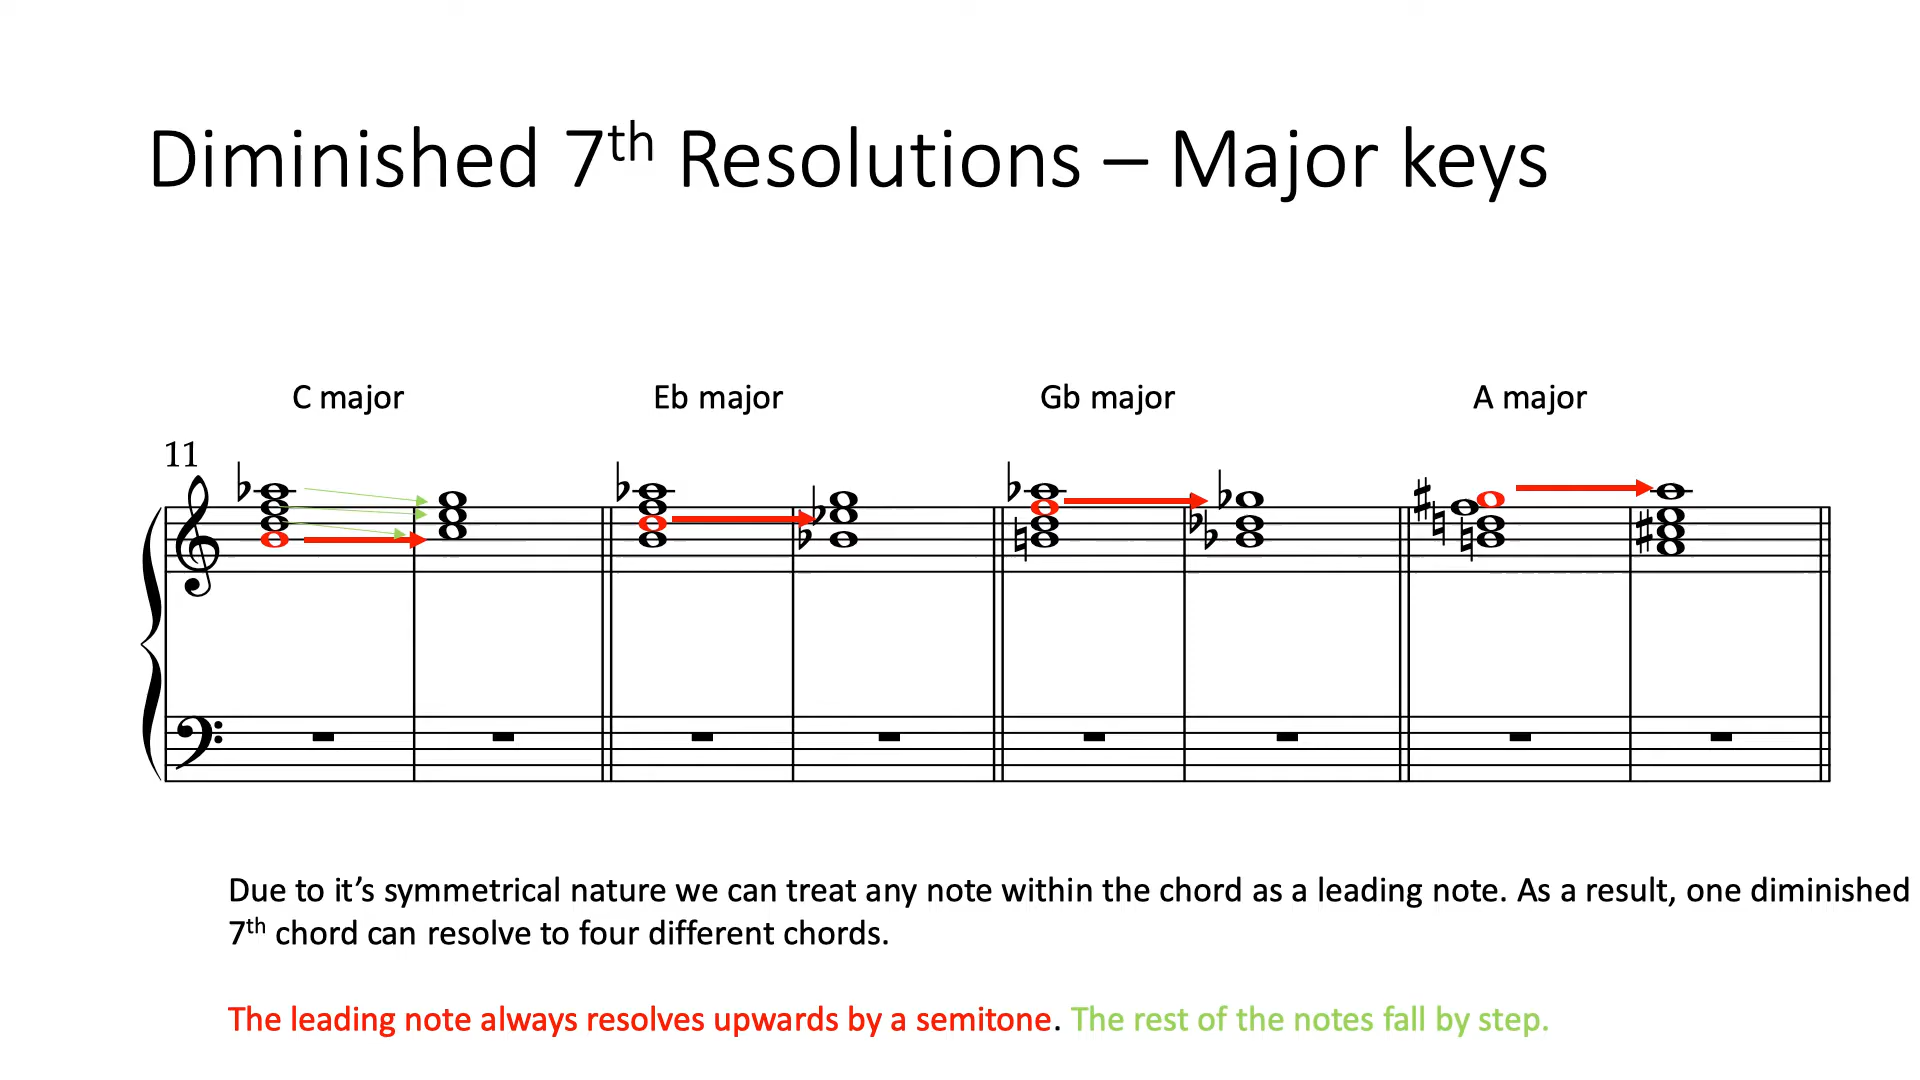 Diminished 7th Resolutions – Major keys
C major Eb major Gb major A major
11
Due to it’s symmetrical nature we can treat any note within the chord as a leading note. As a result, one diminished
7th chord can resolve to four different chords.
The leading note always resolves upwards by a semitone. The rest of the notes fall by step.